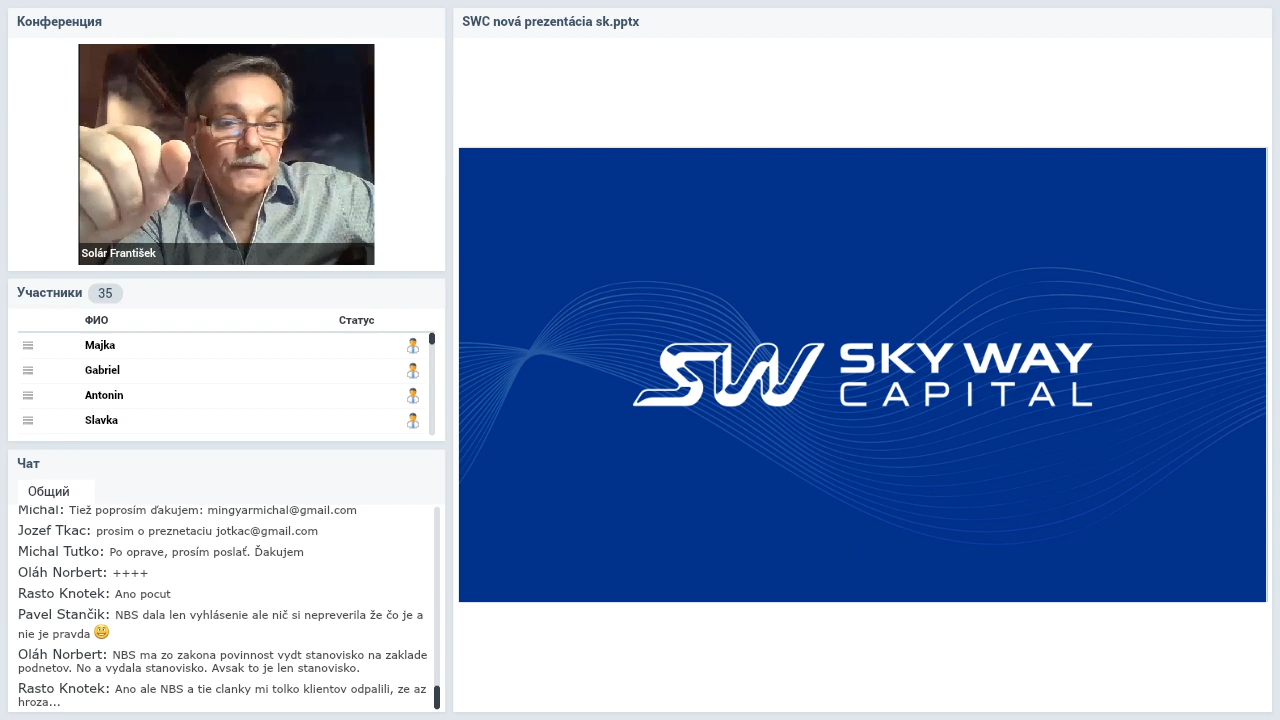 Конференция
Solár František
Участники 35
ФИО Статус
Majka
Gabriel
Antonin
Slavka
Чат
Общий
Michal: Tiež poprosím ďakujem: mingyarmichal@gmail.com
Jozef Tkac: prosim o preznetaciu jotkac@gmail.com
Michal Tutko: Po oprave, prosím poslať. Ďakujem
Oláh Norbert: ++++
Rasto Knotek: Ano pocut
Pavel Stančik: NBS dala len vyhlásenie ale nič si nepreverila že čo je a
nie je pravda
Oláh Norbert: NBS ma zo zakona povinnost vydt stanovisko na zaklade
podnetov. No a vydala stanovisko. Avsak to je len stanovisko.
Rasto Knotek: Ano ale NBS a tie clanky mi tolko klientov odpalili, ze az
hroza...
SWC nová prezentácia sk.pptx
SW SKY WAY
CAPITAL